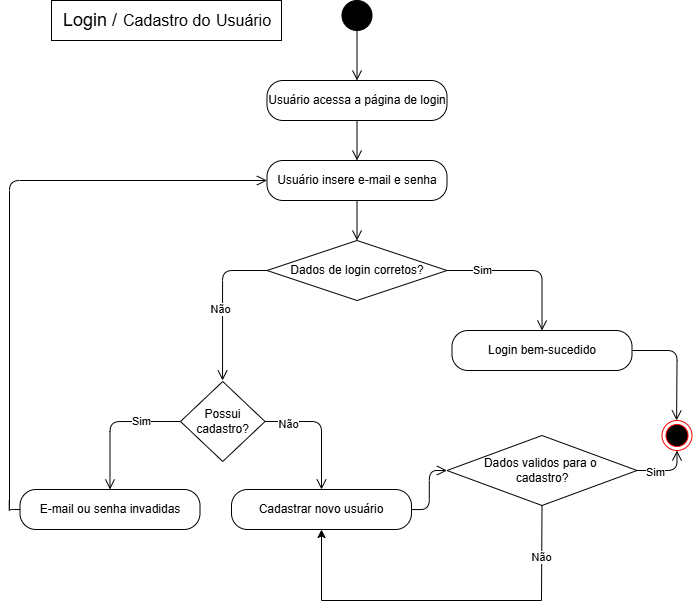 Login / Cadastro do Usuário
Usuário acessa a página de login
Usuário insere e-mail e senha
Dados de login corretos?
Sim
Não
Login bem-sucedido
Possui
cadastro?
Sim
Não
Dados validos para o
cadastro?
Sim
E-mail ou senha invadidas
Cadastrar novo usuário
Não